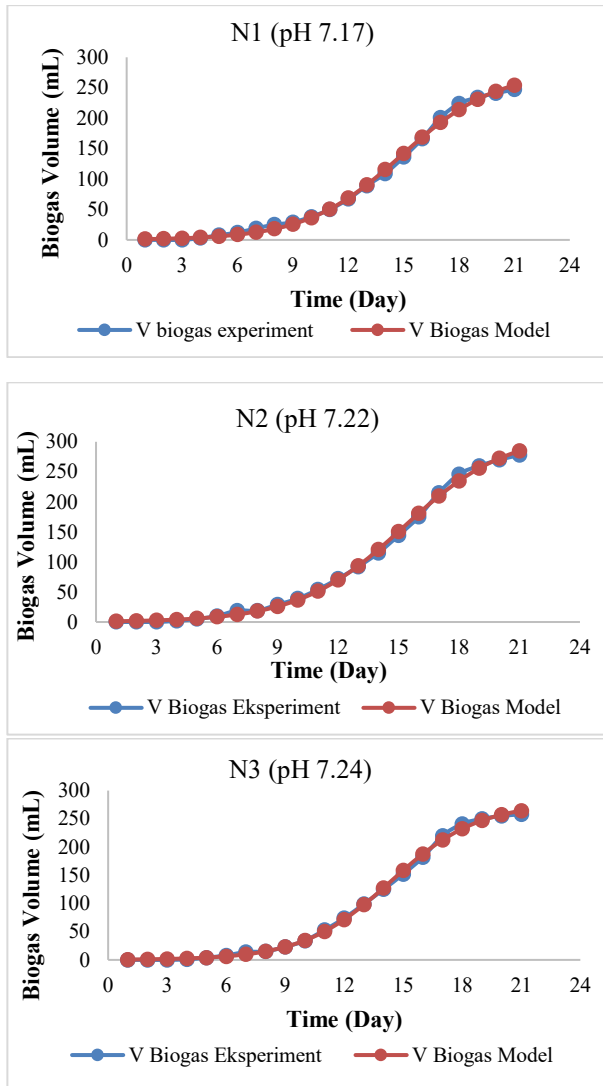 N1 (pH 7.17)
Biogas Volume (mL)
300
250
200
150
100
50
0
0 3 6 9 12 15 18 21 24
Time (Day)
V biogas experiment V Biogas Model
N2 (pH 7.22)
Biogas Volume (mL)
300
250
200
150
100
50
0
0 3 6 9 12 15 18 21 24
Time (Day)
V Biogas Eksperiment V Biogas Model
N3 (pH 7.24)
Biogas Volume (mL)
300
250
200
150
100
50
0
0 3 6 9 12 15 18 21 24
Time (Day)
V Biogas Eksperiment V Biogas Model